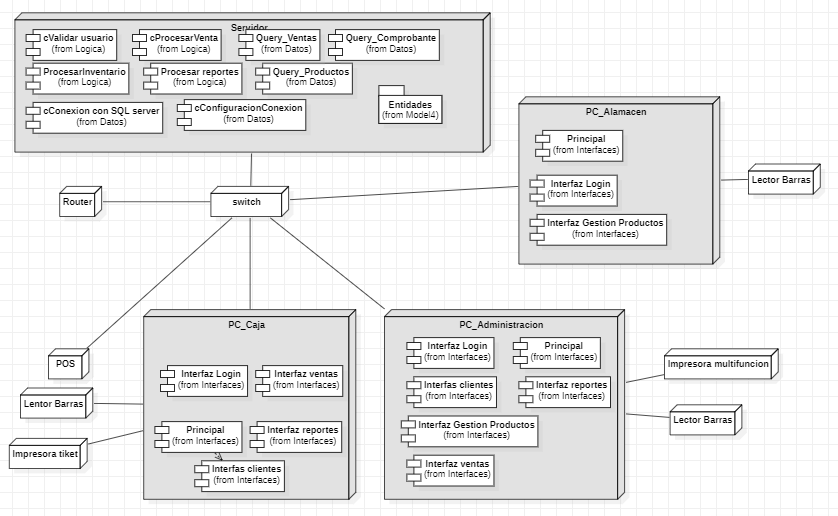 Servidor
cValidar usuario
(from Logica)
cProcesarVenta
(from Logica)
Query_Ventas
(from Datos)
Query_Comprobante
(from Datos)
ProcesarInventario
(from Logica)
Procesar reportes
(from Logica)
Query_Productos
(from Datos)
cConexion con SQL server
(from Datos)
cConfiguracionConexion
(from Datos)
Entidades
(from Model4)
PC_Alamacen
Principal
(from Interfaces)
Interfaz Login
(from Interfaces)
Interfaz Gestion Productos
(from Interfaces)
Lector Barras
Router
switch
PC_Caja
Interfaz Login
(from Interfaces)
Interfaz ventas
(from Interfaces)
Principal
(from Interfaces)
Interfaz reportes
(from Interfaces)
Interfas clientes
(from Interfaces)
POS
Lentor Barras
Impresora tiket
PC_Administracion
Interfaz Login
(from Interfaces)
Principal
(from Interfaces)
Interfas clientes
(from Interfaces)
Interfaz reportes
(from Interfaces)
Interfaz Gestion Productos
(from Interfaces)
Interfaz ventas
(from Interfaces)
Impresora multifuncion
Lector Barras